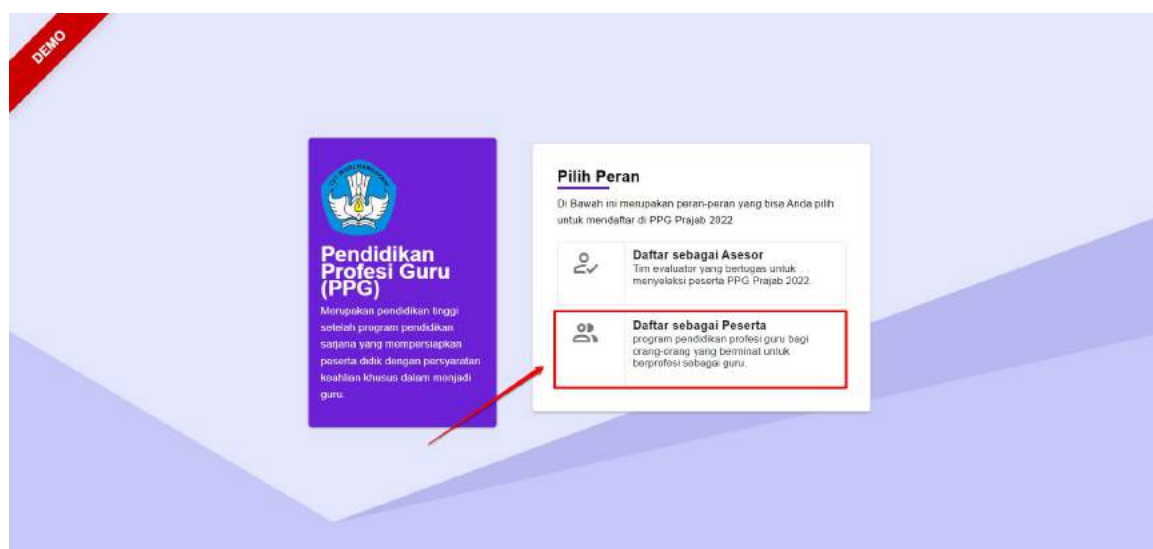 DEMO
Pendidikan
Profesi Guru
(PPG)
Merupakan pendidikan tinggi
setelah program pendidikan
sarjana yang mempersiapkan
peserta didik dengan persyaratan
keahlian khusus dalam menjadi
guru.
Pilih Peran
Di Bawah ini merupakan peran-peran yang bisa Anda pilih
untuk mendaftar di PPG Prajab 2022
Daftar sebagai Asesor
Tim evaluator yang bertugas untuk
menyeleksi peserta PPG Prajab 2022.
Daftar sebagai Peserta
program pendidikan profesi guru bagi
orang-orang yang berminat untuk
berprofesi sebagai guru.